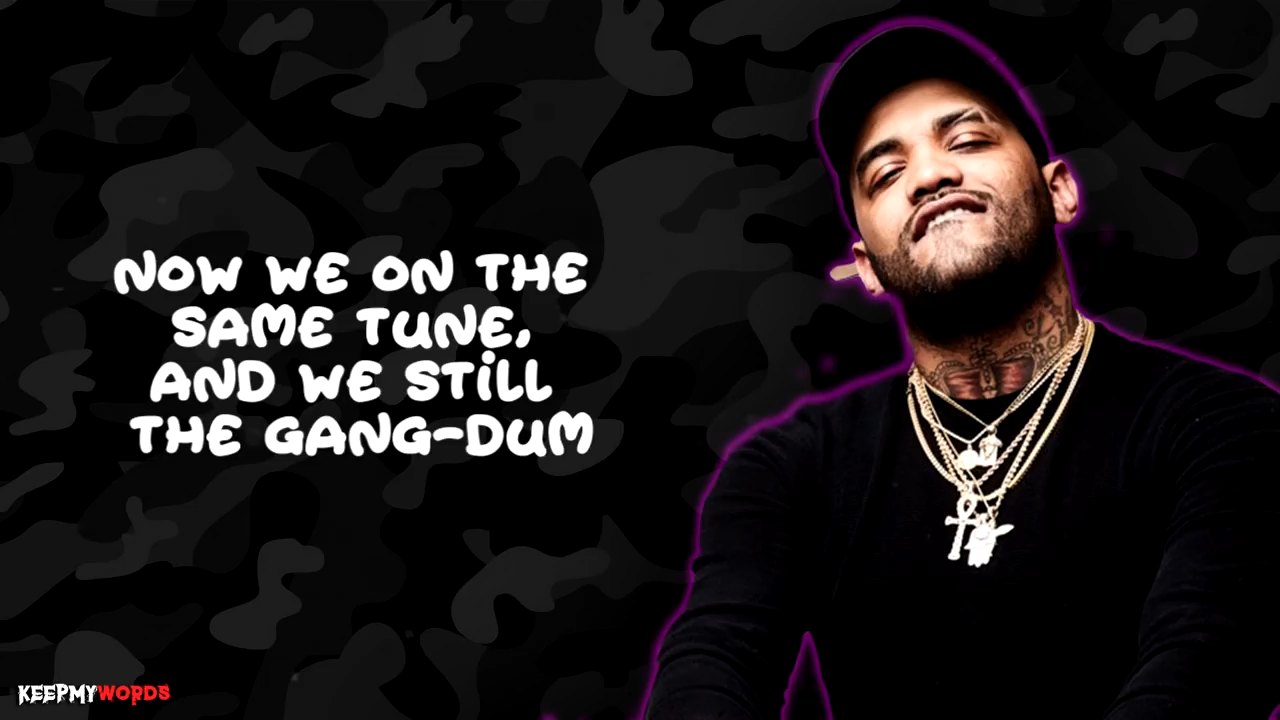 NOW WE ON THE
SAME TUNE,
AND WE STILL
THE GANG-DUM
KEEPMYWORDS